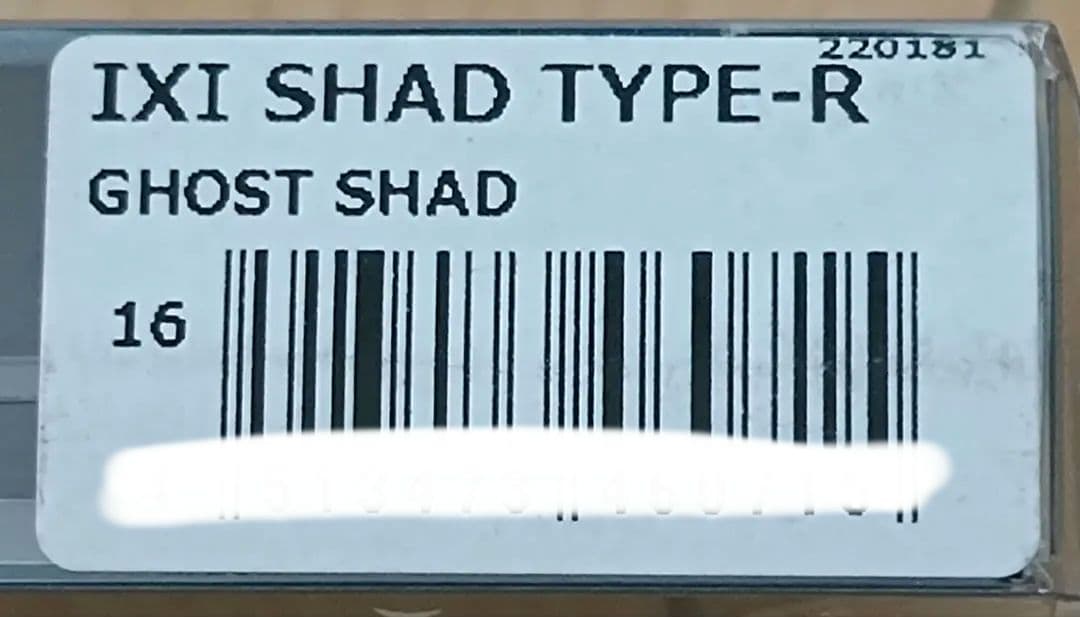 220181
IXI SHAD TYPE-R
GHOST SHAD
16